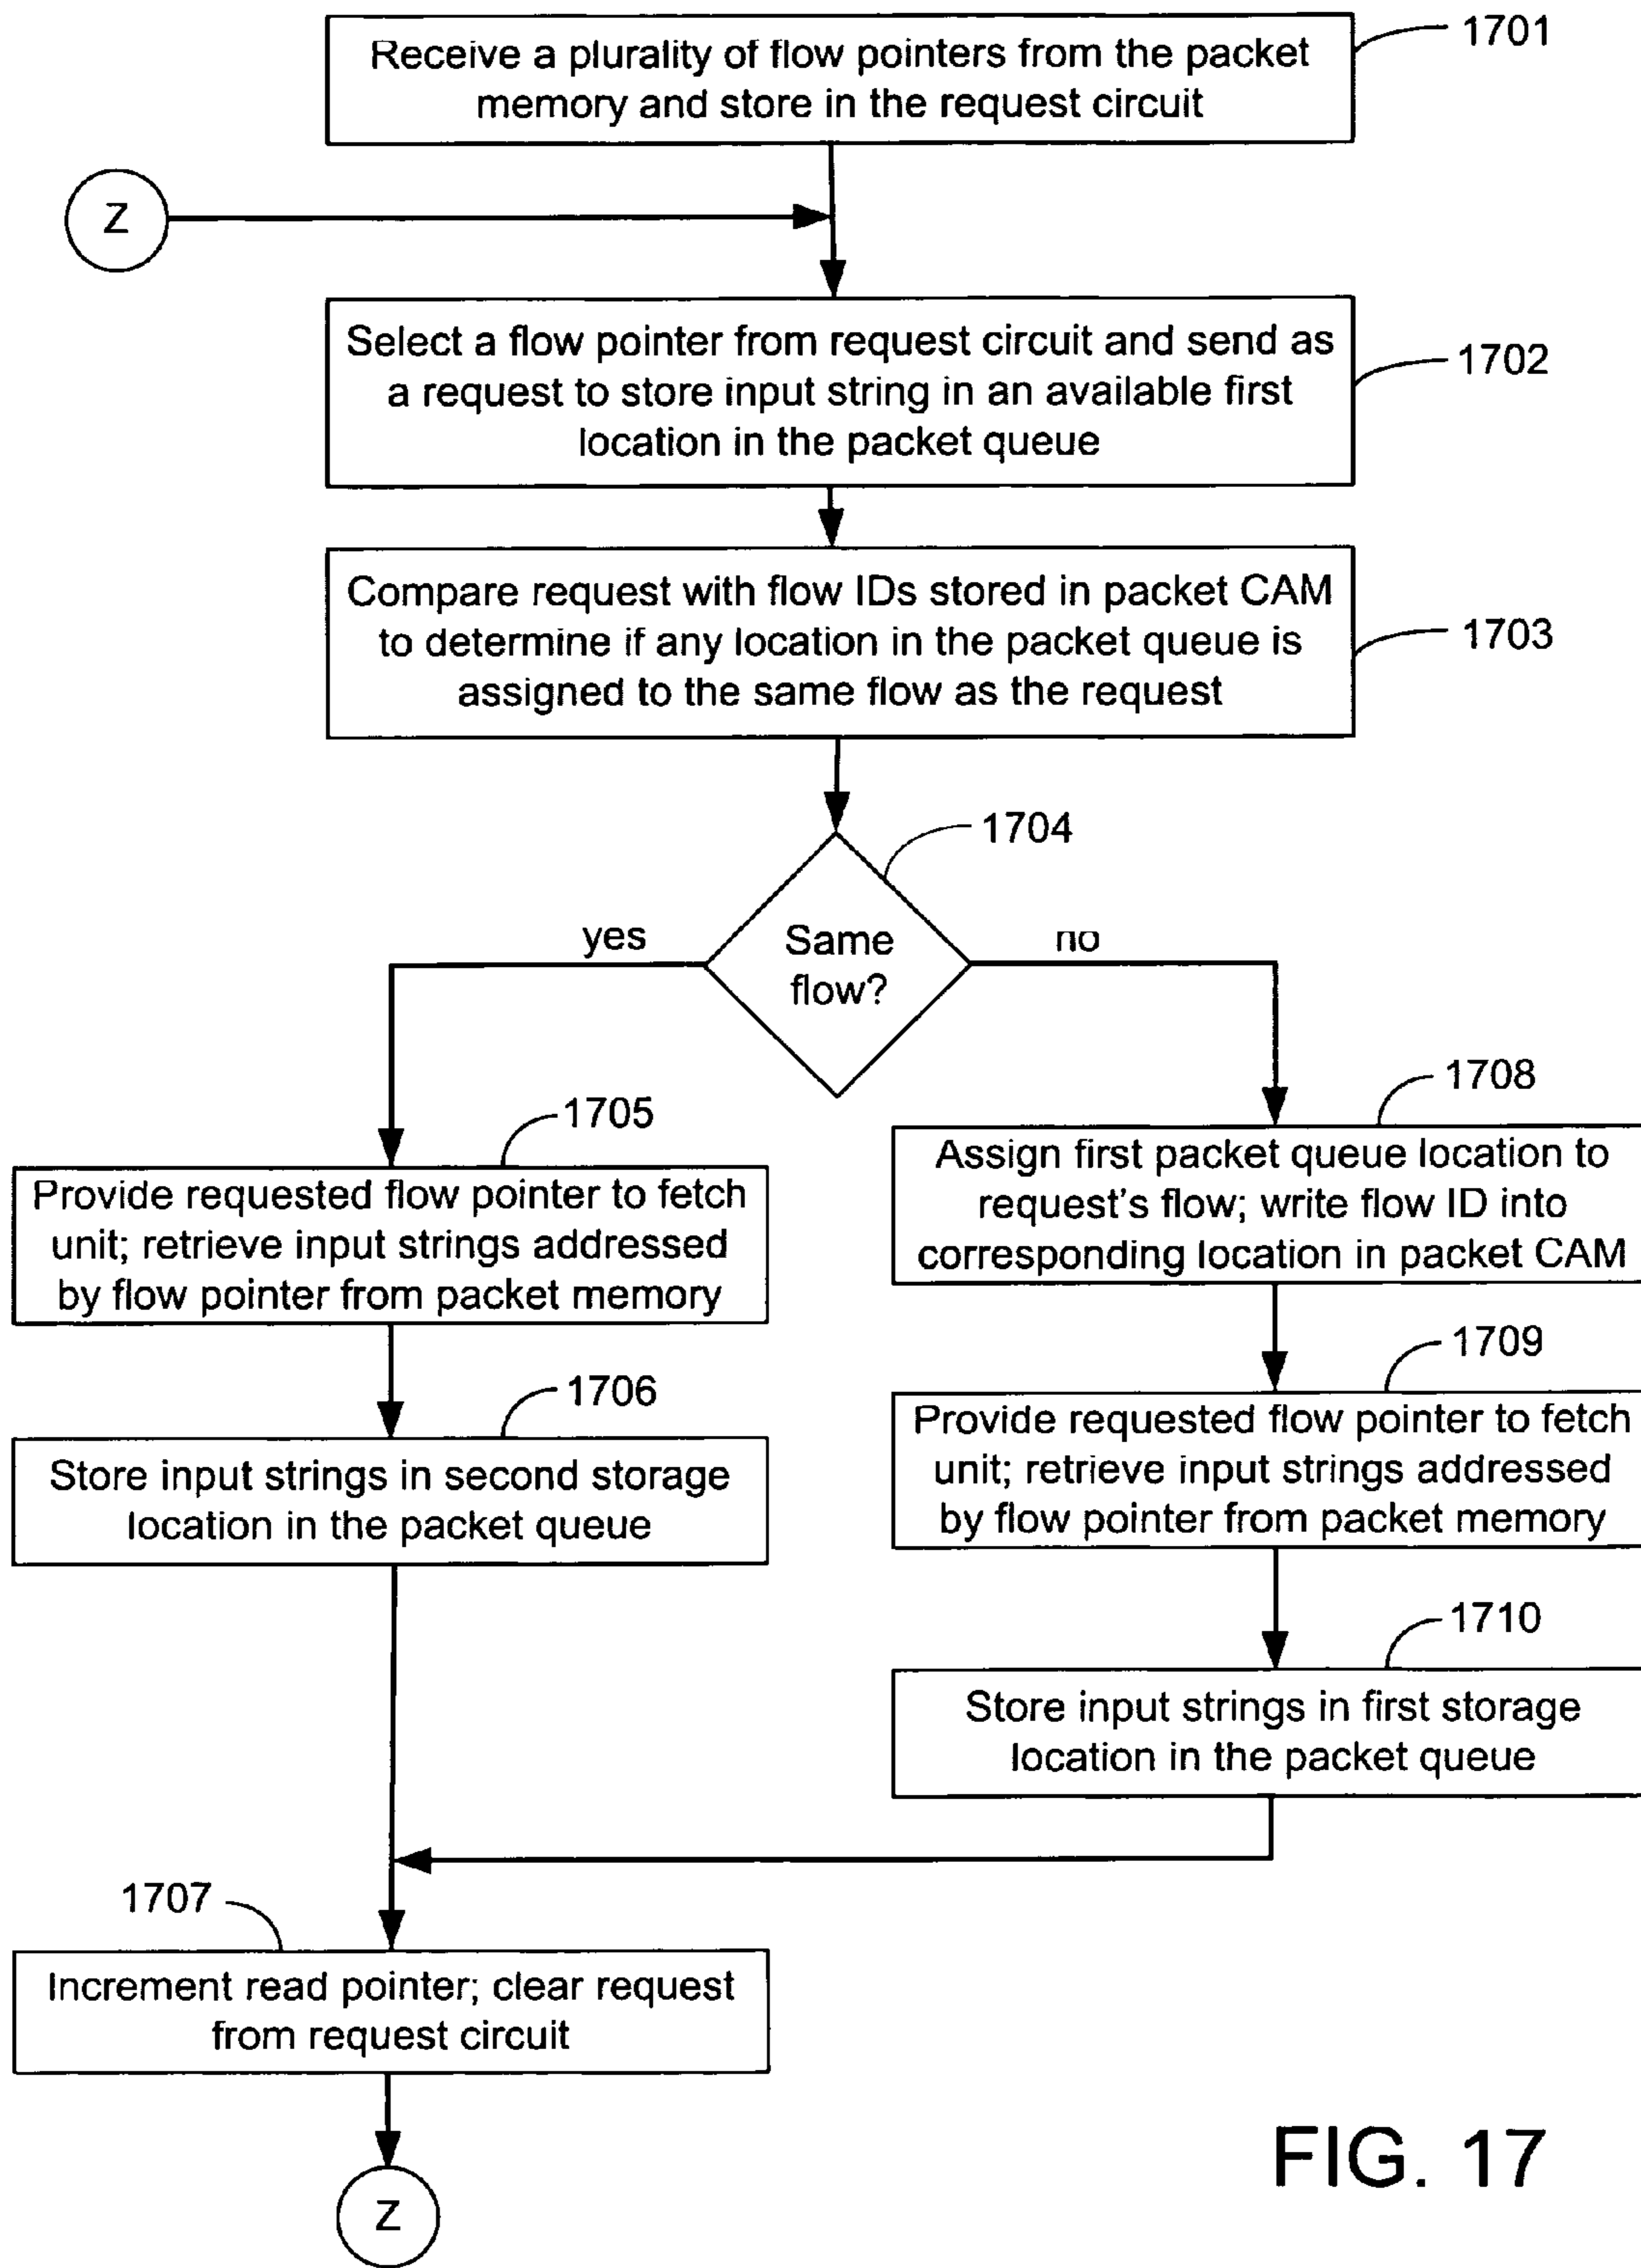 1701
Receive a plurality of flow pointers from the packet
memory and store in the request circuit
Z
Select a flow pointer from request circuit and send as
a request to store input string in an available first
location in the packet queue
1702
Compare request with flow IDs stored in packet CAM
to determine if any location in the packet queue is
assigned to the same flow as the request
1703
1704
Same
flow?
yes
no
1705
Provide requested flow pointer to fetch
unit; retrieve input strings addressed
by flow pointer from packet memory
1706
Store input strings in second storage
location in the packet queue
1708
Assign first packet queue location to
request's flow; write flow ID into
corresponding location in packet CAM
1709
Provide requested flow pointer to fetch
unit; retrieve input strings addressed
by flow pointer from packet memory
1710
Store input strings in first storage
location in the packet queue
1707
Increment read pointer; clear request
from request circuit
Z
FIG. 17